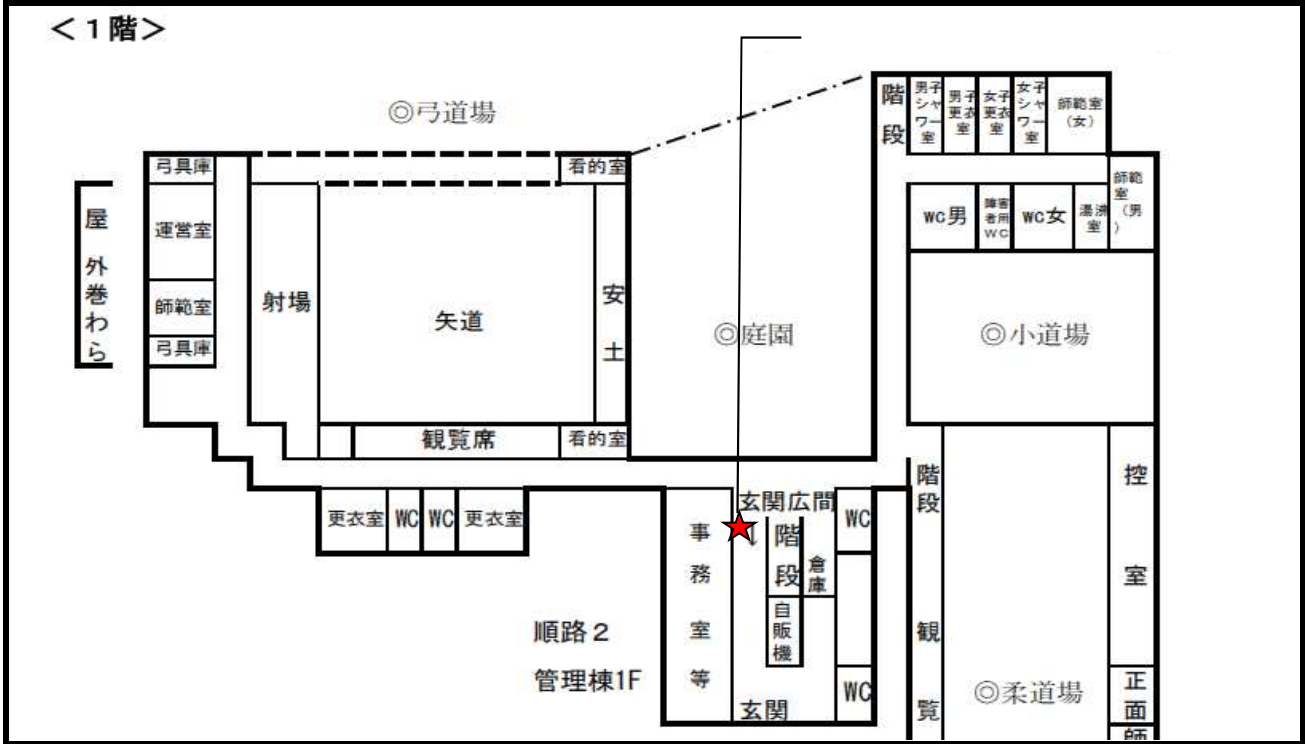 ＜１階＞
◎弓道場
弓具庫
運営室
師範室
弓具庫
屋外巻わら
射場
矢道
看的室
安土
観覧席
看的室
更衣室
WC
WC
更衣室
◎庭園
階段
男子シャワー室
男子更衣室
女子更衣室
女子シャワー室
師範室（女）
師範室（男）
WC男
障害者用WC
WC女
湯沸室
◎小道場
玄関広間
事務室等
階段
倉庫
自販機
WC
WC
玄関
順路２
管理棟1F
階段
観覧
◎柔道場
控室
正面
師